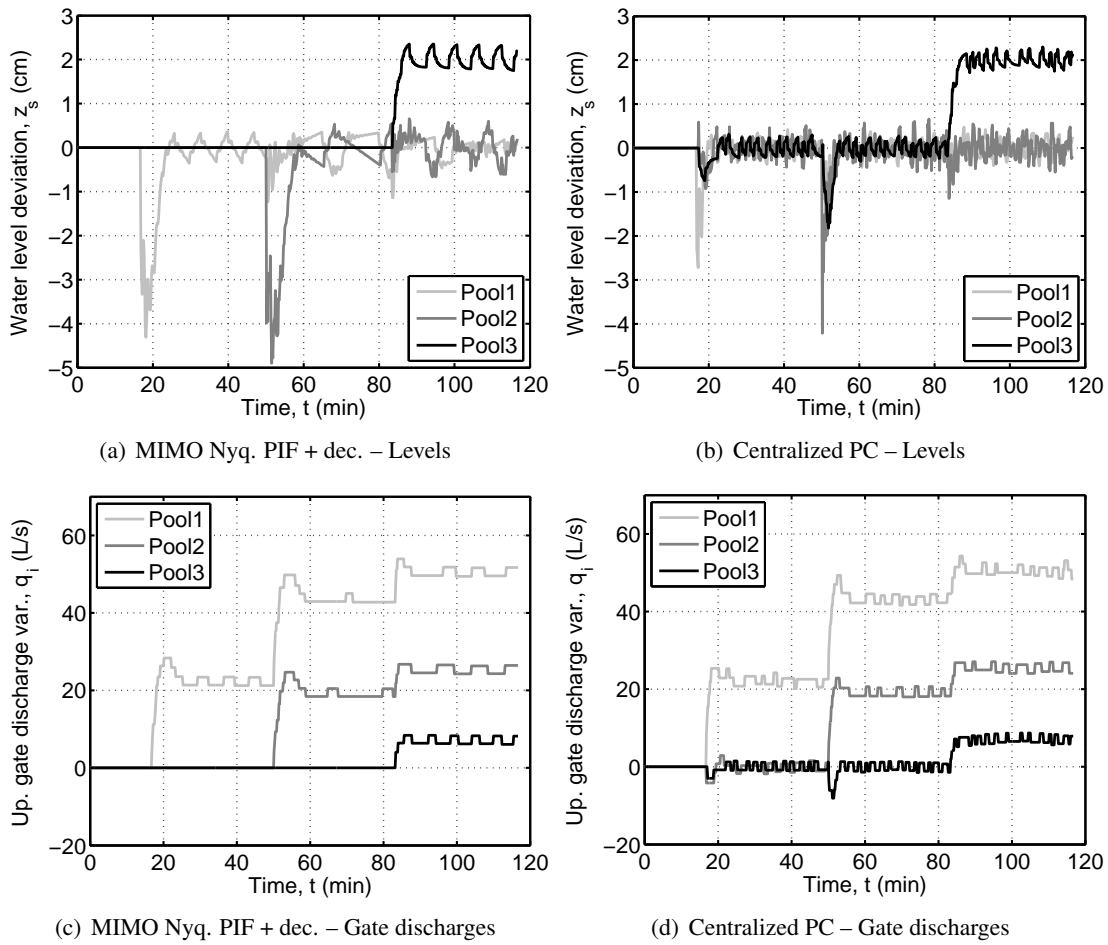 3
2
1
0
−1
−2
−3
−4
−5
Water level deviation, z_s (cm)
0
20
40
60
80
100
120
Time, t (min)
Pool1
Pool2
Pool3
(a) MIMO Nyq. PIF + dec. – Levels
3
2
1
0
−1
−2
−3
−4
−5
Water level deviation, z_s (cm)
0
20
40
60
80
100
120
Time, t (min)
Pool1
Pool2
Pool3
(b) Centralized PC – Levels
60
40
20
0
−20
Up. gate discharge var., q_i (L/s)
0
20
40
60
80
100
120
Time, t (min)
Pool1
Pool2
Pool3
(c) MIMO Nyq. PIF + dec. – Gate discharges
60
40
20
0
−20
Up. gate discharge var., q_i (L/s)
0
20
40
60
80
100
120
Time, t (min)
Pool1
Pool2
Pool3
(d) Centralized PC – Gate discharges